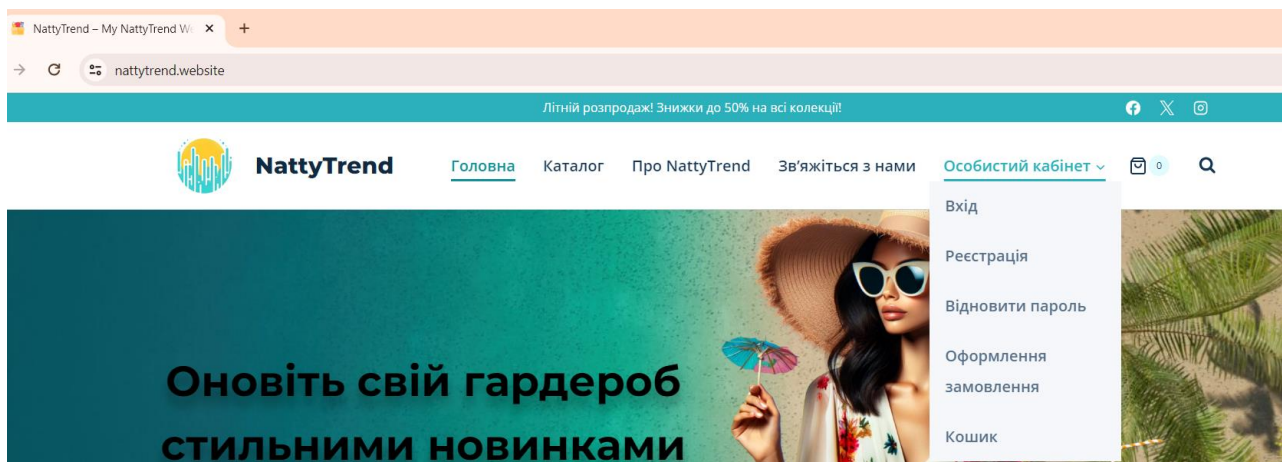 NattyTrend – My NattyTrend W
nattytrend.website
Літній розпродаж! Знижки до 50% на всі колекції!
NattyTrend
Головна
Каталог
Про NattyTrend
Зв'яжіться з нами
Особистий кабінет
0
Вхід
Реєстрація
Відновити пароль
Оформлення
замовлення
Кошик
Оновіть свій гардероб
стильними новинками